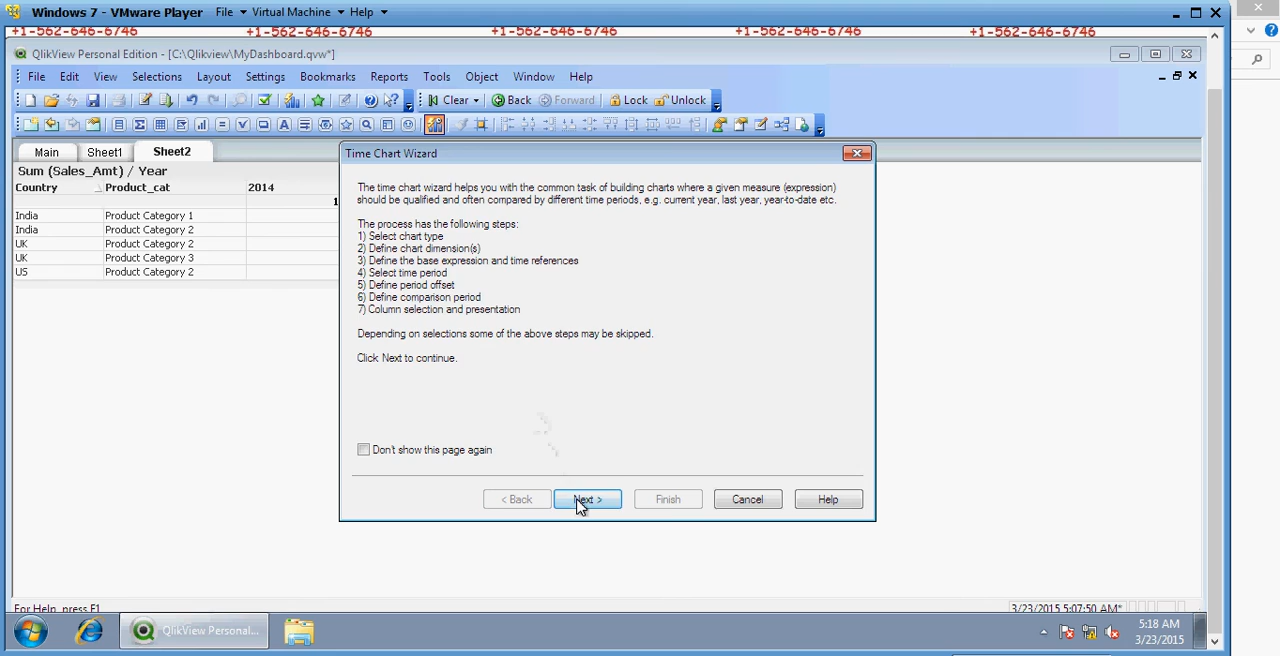 Windows 7 - VMware Player File Virtual Machine Help
+1-562-646-6746 +1-562-646-6746 +1-562-646-6746 +1-562-646-6746 +1-562-646-6746
QlikView Personal Edition - [C:\Qlikview\MyDashboard.qvw*]
File Edit View Selections Layout Settings Bookmarks Reports Tools Object Window Help
Clear Back Forward Lock Unlock
Main Sheet1 Sheet2
Sum (Sales_Amt) / Year
Country Product_cat 2014
1
India Product Category 1
India Product Category 2
UK Product Category 2
UK Product Category 3
US Product Category 2
Time Chart Wizard
The time chart wizard helps you with the common task of building charts where a given measure (expression)
should be qualified and often compared by different time periods, e.g. current year, last year, year-to-date etc.
The process has the following steps:
1) Select chart type
2) Define chart dimension(s)
3) Define the base expression and time references
4) Select time period
5) Define period offset
6) Define comparison period
7) Column selection and presentation
Depending on selections some of the above steps may be skipped.
Click Next to continue.
Don't show this page again
< Back Next > Finish Cancel Help
For Help, press F1 3/23/2015 5:07:50 AM*
QlikView Personal... 5:18 AM
3/23/2015